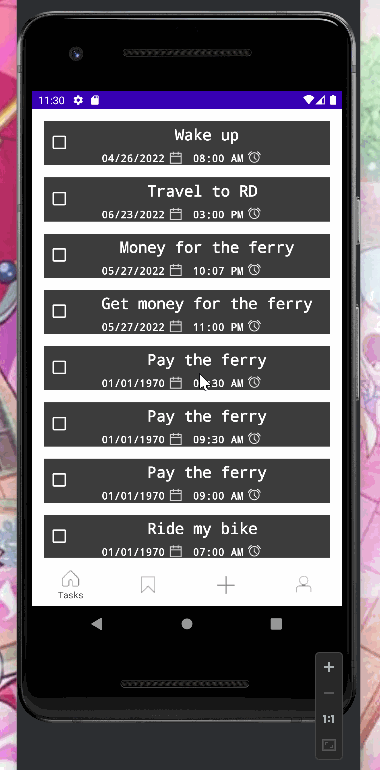 11:30
Wake up
04/26/2022 08:00 AM
Travel to RD
06/23/2022 03:00 PM
Money for the ferry
05/27/2022 10:07 PM
Get money for the ferry
05/27/2022 11:00 PM
Pay the ferry
01/01/1970 AM
Pay the ferry
01/01/1970 09:30 AM
Pay the ferry
01/01/1970 09:00 AM
Ride my bike
01/01/1970 07:00 AM
Tasks
1:1